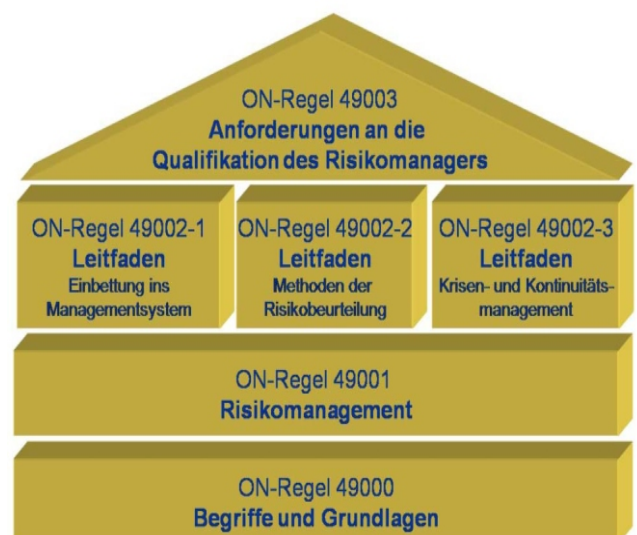 ON-Regel 49003
Anforderungen an die
Qualifikation des Risikomanagers
ON-Regel 49002-1
Leitfaden
Einbettung ins
Managementsystem
ON-Regel 49002-2
Leitfaden
Methoden der
Risikobeurteilung
ON-Regel 49002-3
Leitfaden
Krisen- und Kontinuitäts-
management
ON-Regel 49001
Risikomanagement
ON-Regel 49000
Begriffe und Grundlagen